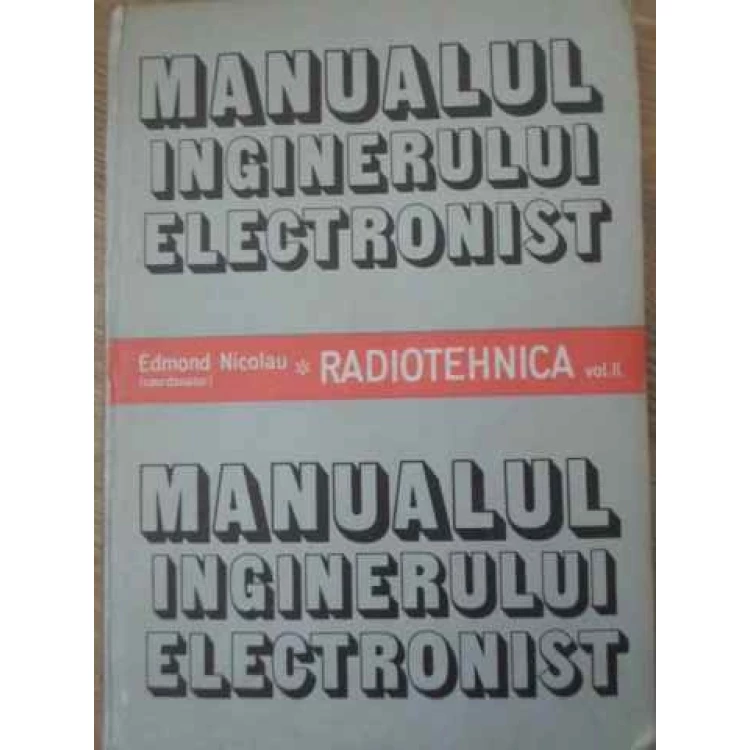 MANUALUL
INGINERULUI
ELECTRONIST
Edmond Nicolau * RADIOTEHNICA vol. II.
(coordonator)
MANUALUL
INGINERULUI
ELECTRONIST